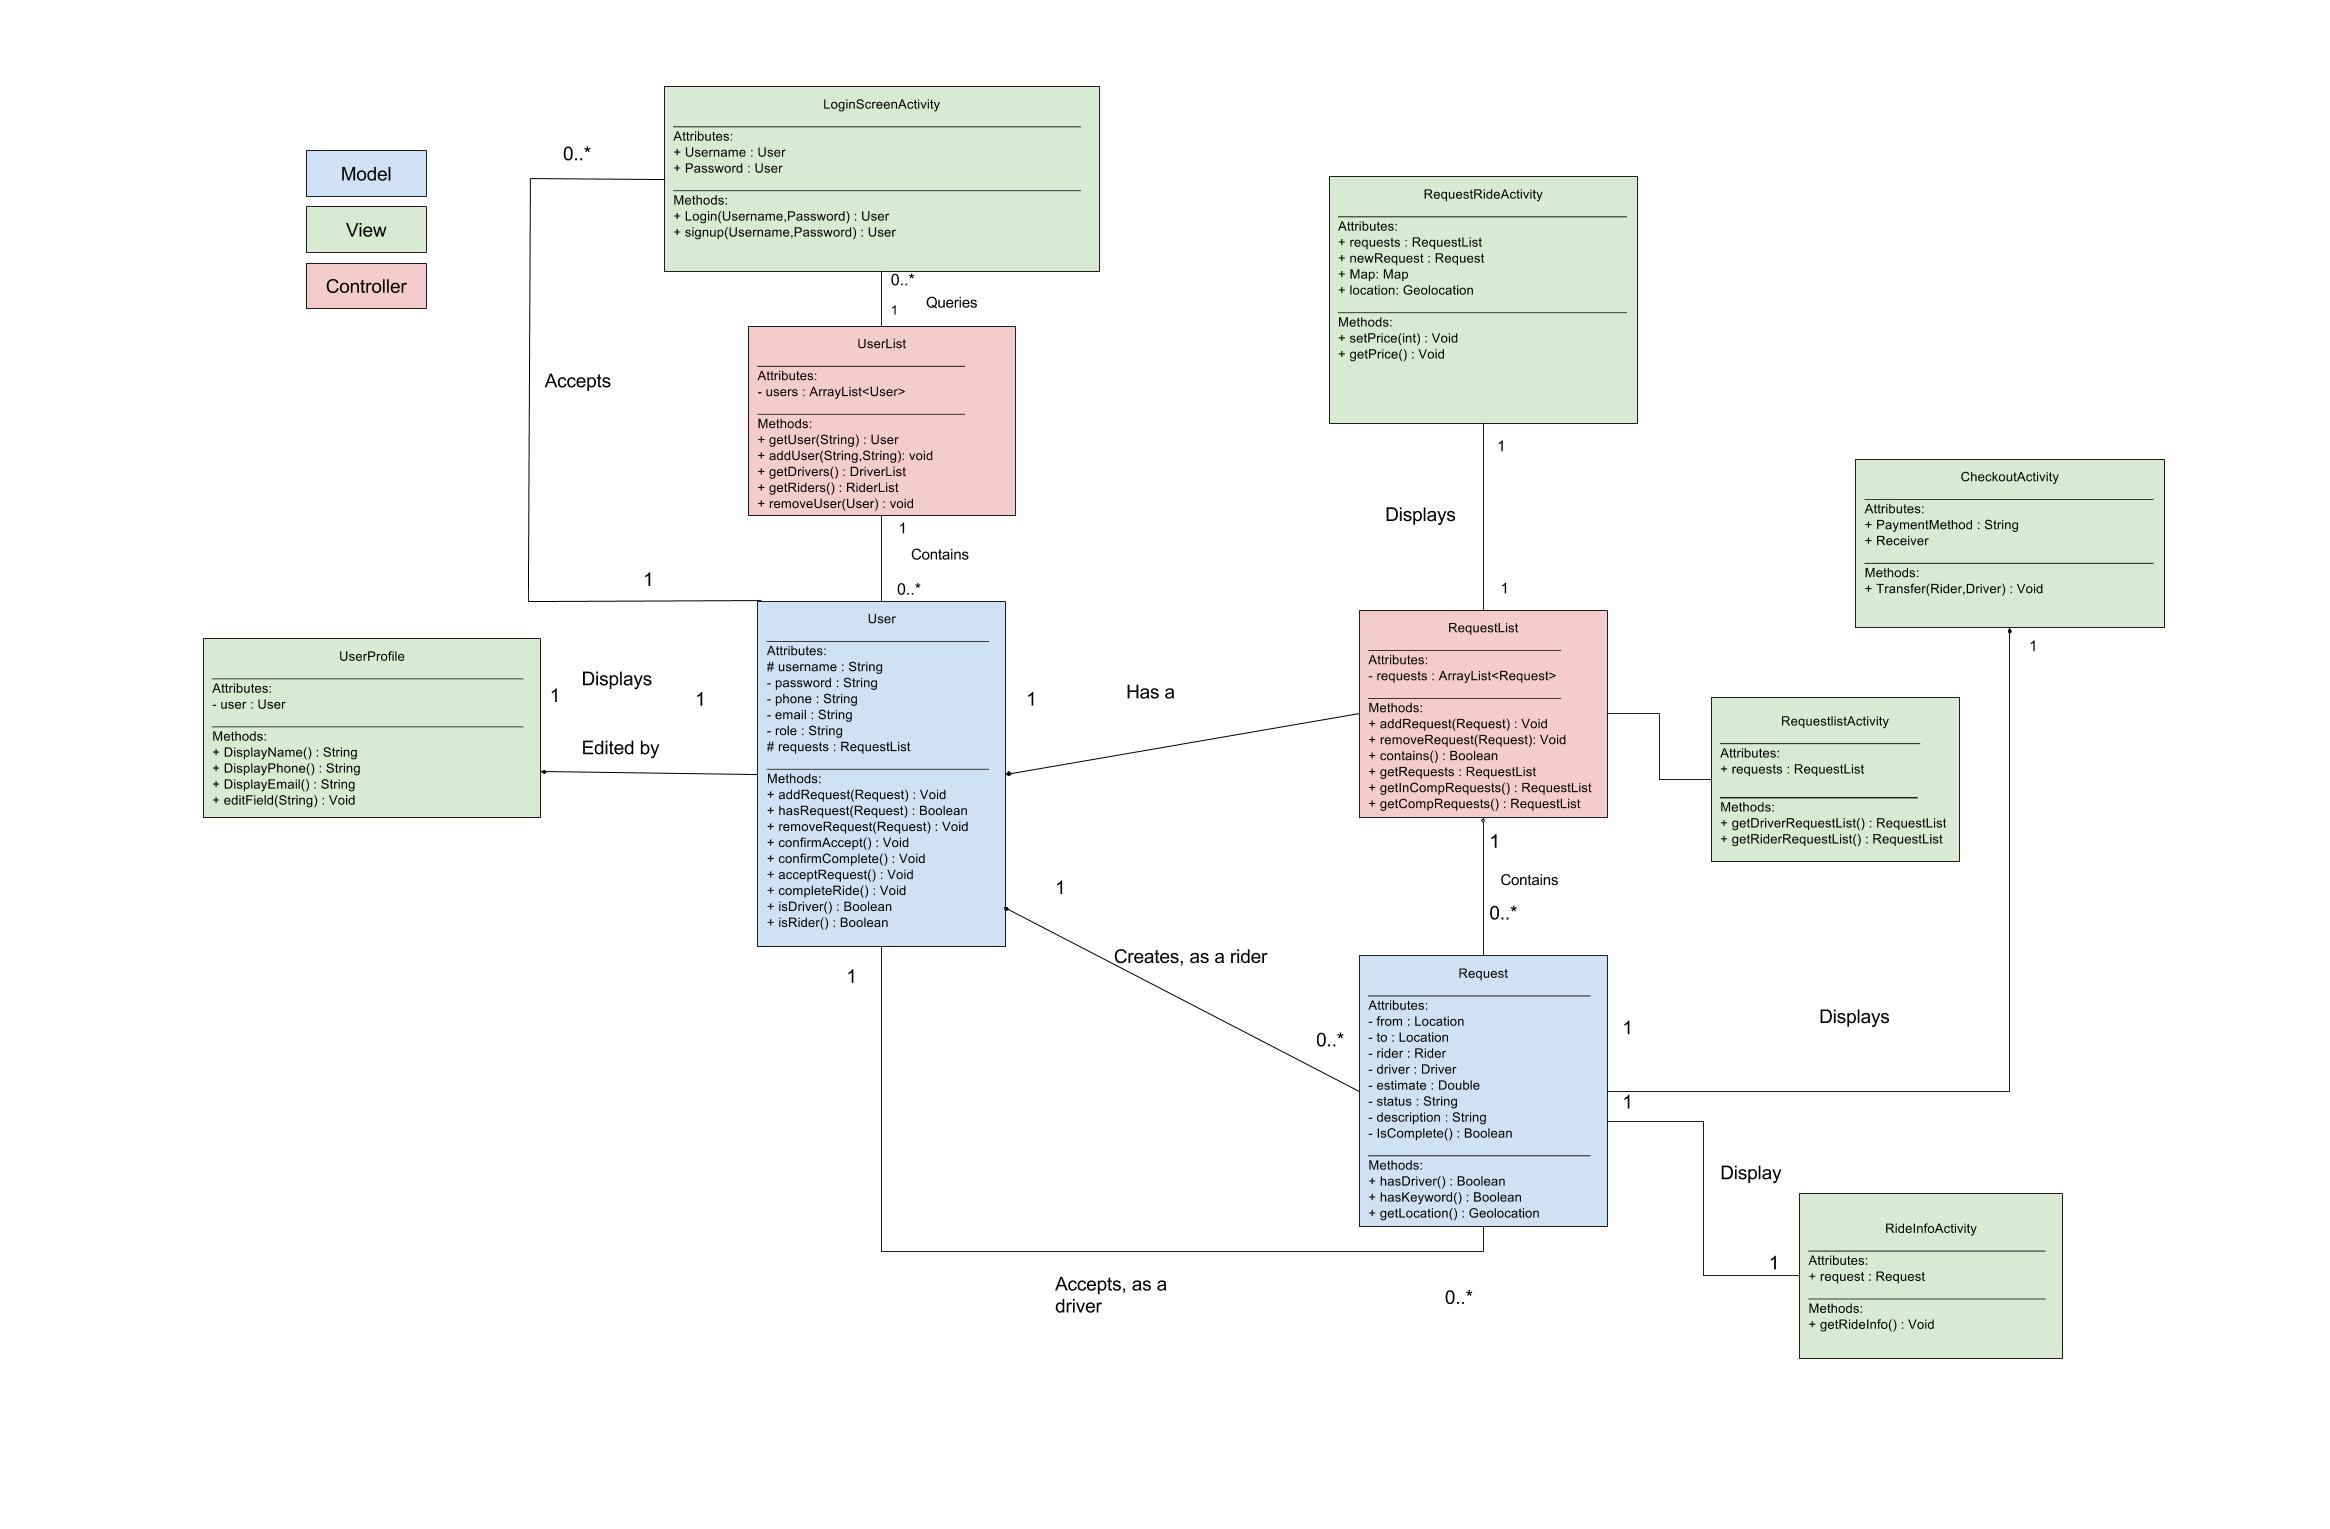 Model
View
Controller
LoginScreenActivity
Attributes:
+ Username : User
+ Password : User
Methods:
+ Login(Username,Password) : User
+ signup(Username,Password) : User
0..*
Accepts
1
0..*
Queries
1
UserList
Attributes:
- users : ArrayList<User>
Methods:
+ getUser(String) : User
+ addUser(String,String): void
+ getDrivers() : DriverList
+ getRiders() : RiderList
+ removeUser(User) : void
1
Contains
0..*
RequestRideActivity
Attributes:
+ requests : RequestList
+ newRequest : Request
+ Map: Map
+ location: Geolocation
Methods:
+ setPrice(int) : Void
+ getPrice() : Void
1
Displays
1
CheckoutActivity
Attributes:
+ PaymentMethod : String
+ Receiver
Methods:
+ Transfer(Rider,Driver) : Void
1
UserProfile
Attributes:
- user : User
Methods:
+ DisplayName() : String
+ DisplayPhone() : String
+ DisplayEmail() : String
+ editField(String) : Void
1
Displays
1
Edited by
User
Attributes:
# username : String
- password : String
- phone : String
- email : String
- role : String
# requests : RequestList
Methods:
+ addRequest(Request) : Void
+ hasRequest(Request) : Boolean
+ removeRequest(Request) : Void
+ confirmAccept() : Void
+ confirmComplete() : Void
+ acceptRequest() : Void
+ completeRide() : Void
+ isDriver() : Boolean
+ isRider() : Boolean
1
Has a
RequestList
Attributes:
- requests : ArrayList<Request>
Methods:
+ addRequest(Request) : Void
+ removeRequest(Request): Void
+ contains() : Boolean
+ getRequests : RequestList
+ getInCompRequests() : RequestList
+ getCompRequests() : RequestList
RequestlistActivity
Attributes:
+ requests : RequestList
Methods:
+ getDriverRequestList() : RequestList
+ getRiderRequestList() : RequestList
1
Contains
0..*
1
Creates, as a rider
0..*
Request
Attributes:
- from : Location
- to : Location
- rider : Rider
- driver : Driver
- estimate : Double
- status : String
- description : String
- IsComplete() : Boolean
Methods:
+ hasDriver() : Boolean
+ hasKeyword() : Boolean
+ getLocation() : Geolocation
1
Displays
1
Display
1
RideInfoActivity
Attributes:
+ request : Request
Methods:
+ getRideInfo() : Void
1
Accepts, as a
driver
0..*